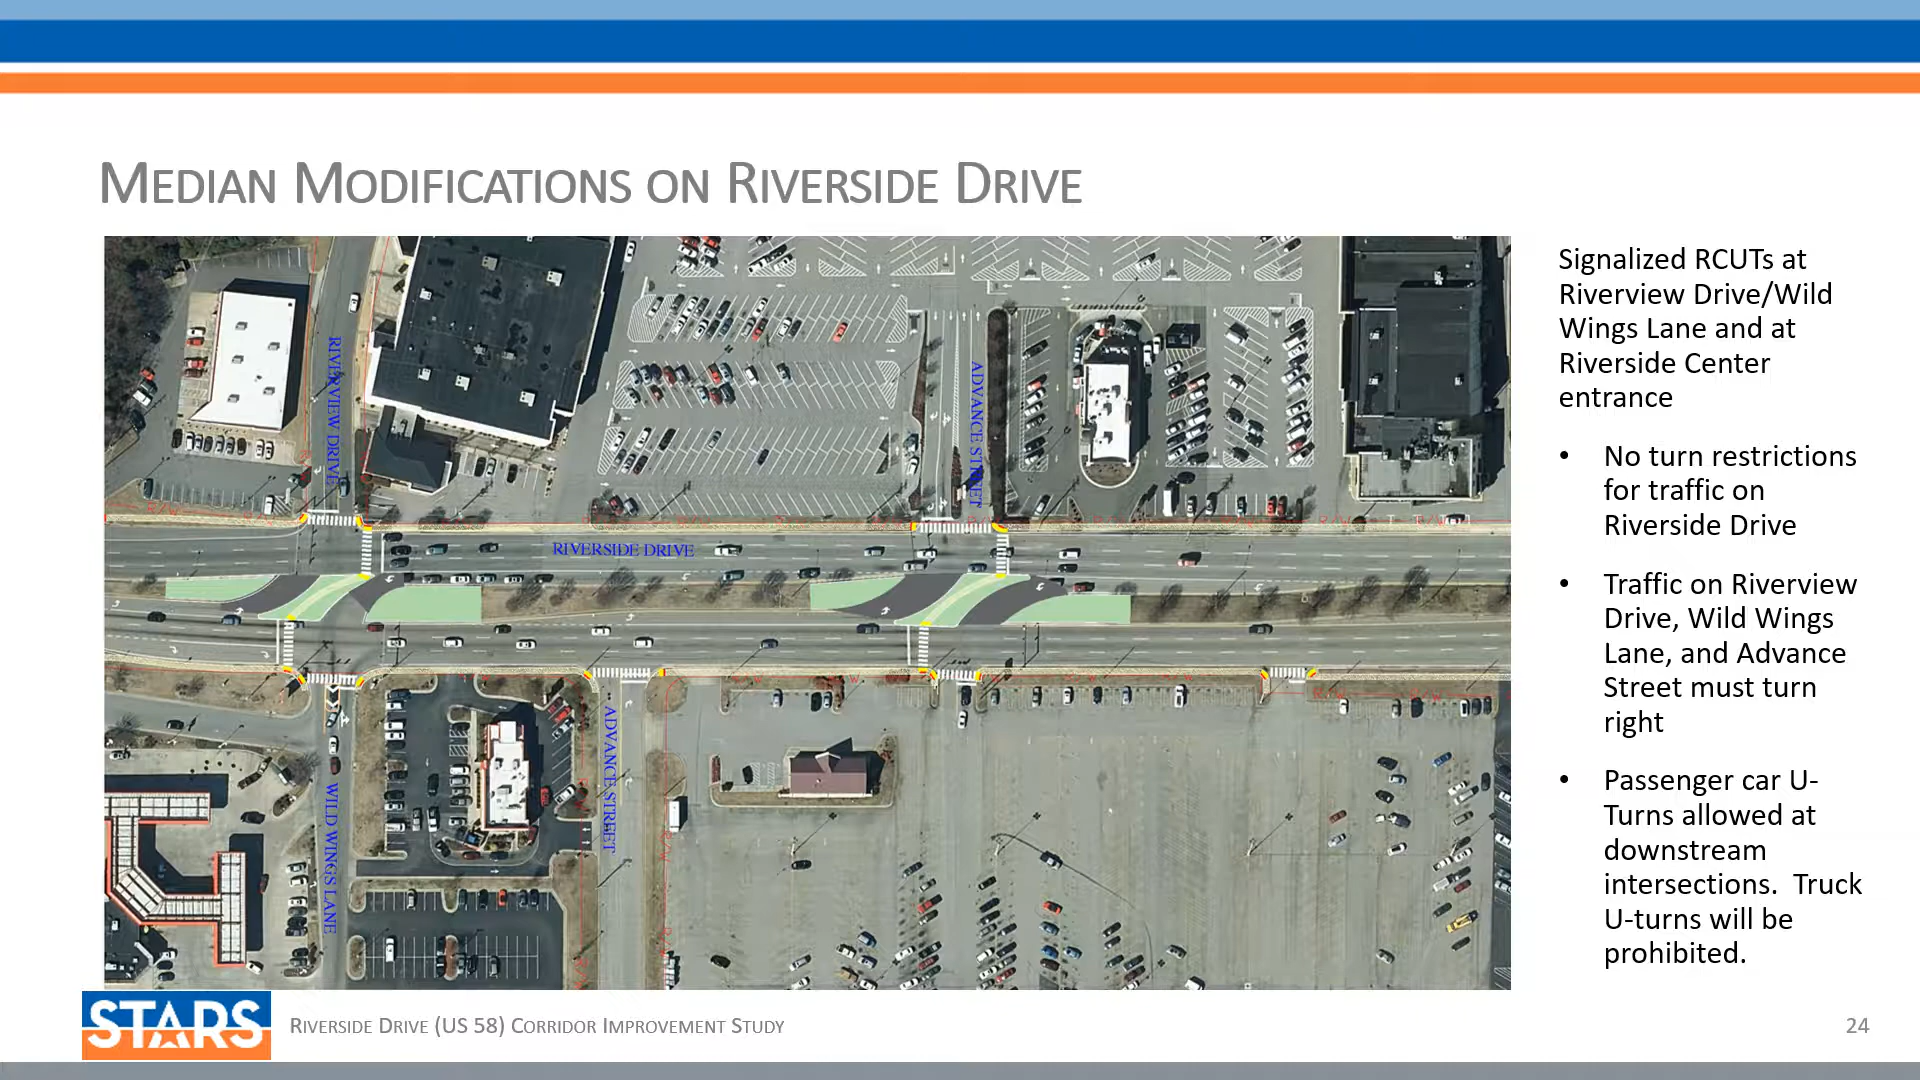 MEDIAN MODIFICATIONS ON RIVERSIDE DRIVE
RIVERVIEW DRIVE
ADVANCE STREET
RIVERSIDE DRIVE
ADVANCE STREET
WILD WINGS LANE
Signalized RCUTs at
Riverview Drive/Wild
Wings Lane and at
Riverside Center
entrance
• No turn restrictions
for traffic on
Riverside Drive
• Traffic on Riverview
Drive, Wild Wings
Lane, and Advance
Street must turn
right
• Passenger car U-
Turns allowed at
downstream
intersections.  Truck
U-turns will be
prohibited.
STARS
RIVERSIDE DRIVE (US 58) CORRIDOR IMPROVEMENT STUDY
24